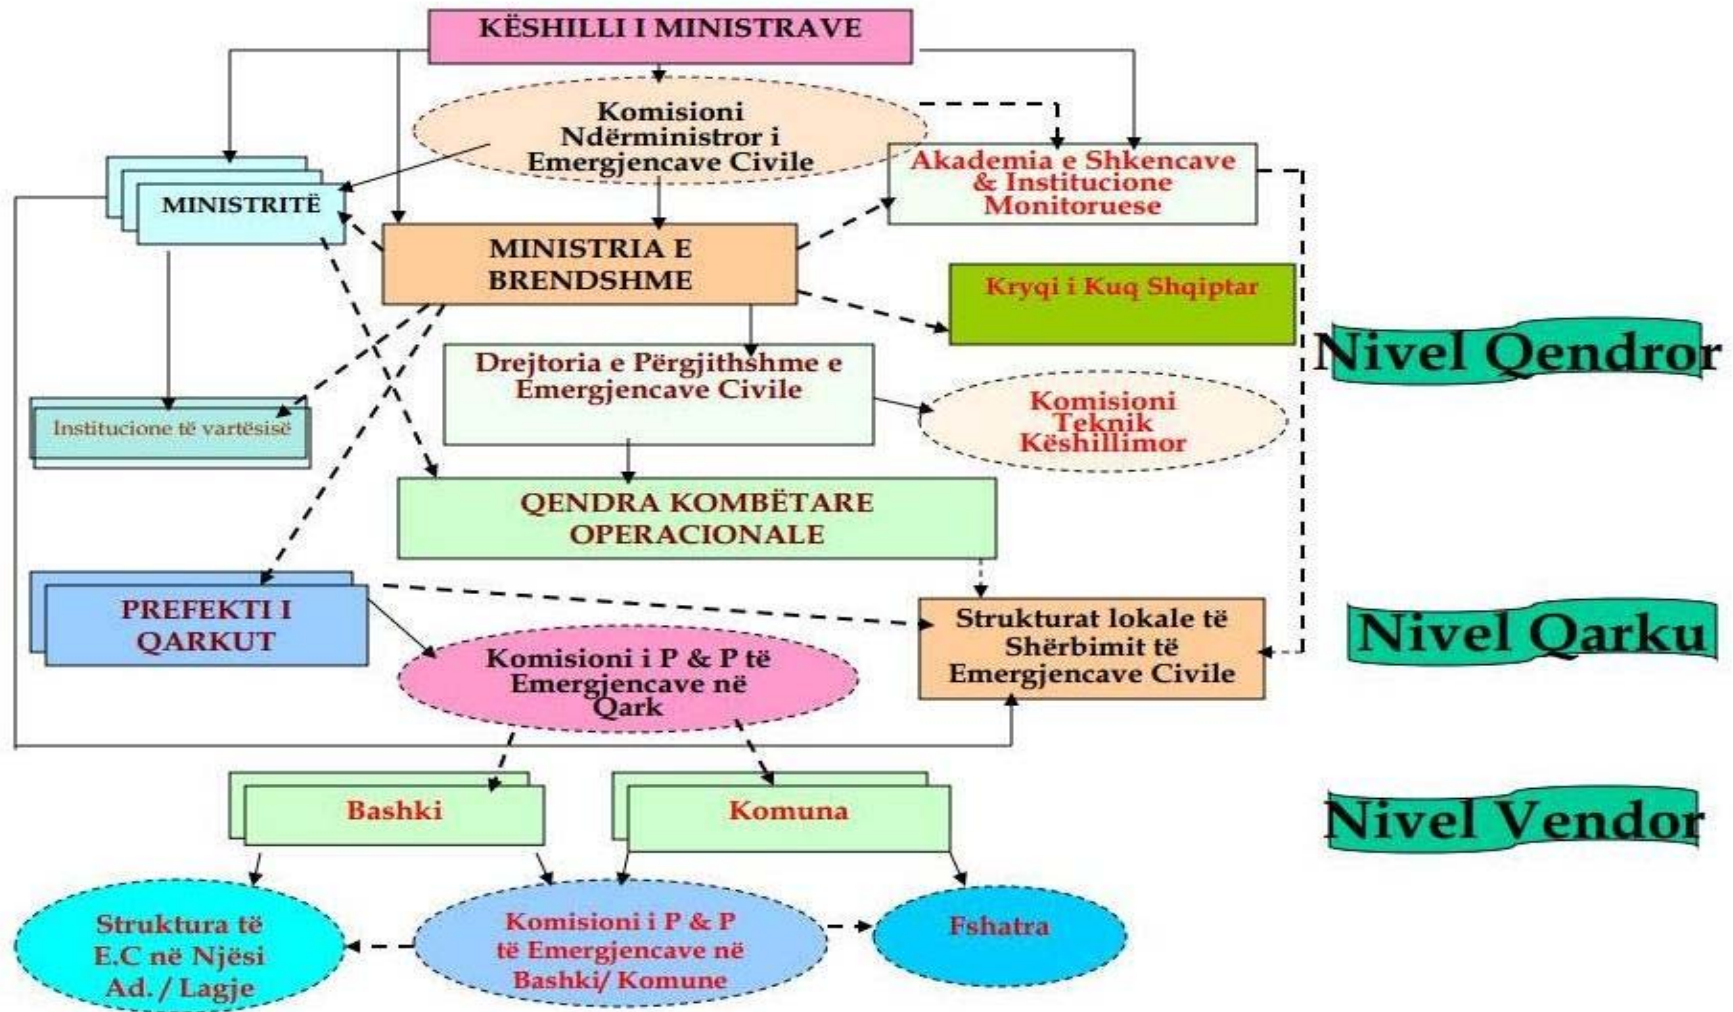 KËSHILLI I MINISTRAVE
Komisioni
Ndërministror i
Emergjencave Civile
Akademia e Shkencave
& Institucione
Monitoruese
MINISTRITË
MINISTRIA E
BRENDSHME
Kryqi i Kuq Shqiptar
Nivel Qendror
Drejtoria e Përgjithshme e
Emergjencave Civile
Komisioni
Teknik
Këshillimor
Institucione të vartësisë
QENDRA KOMBËTARE
OPERACIONALE
PREFEKTI I
QARKUT
Strukturat lokale të
Shërbimit të
Emergjencave Civile
Nivel Qarku
Komisioni i P & P të
Emergjencave në
Qark
Bashki
Komuna
Nivel Vendor
Struktura të
E.C në Njësi
Ad. / Lagje
Komisioni i P & P
të Emergjencave në
Bashki/ Komune
Fshatra